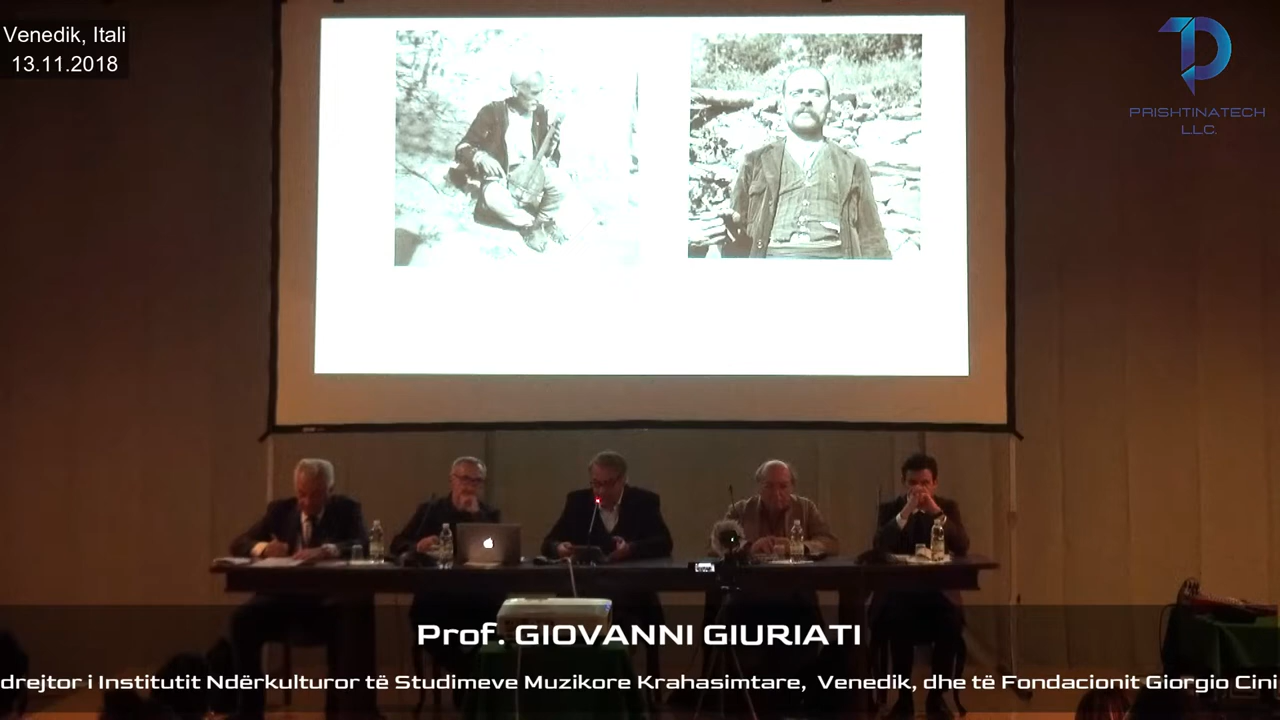 Venedik, Itali
13.11.2018
PRISHTINATECH
LLC.
Prof. GIOVANNI GIURIATI
drejtor i Institutit Ndërkulturor të Studimeve Muzikore Krahasimtare, Venedik, dhe të Fondacionit Giorgio Cini